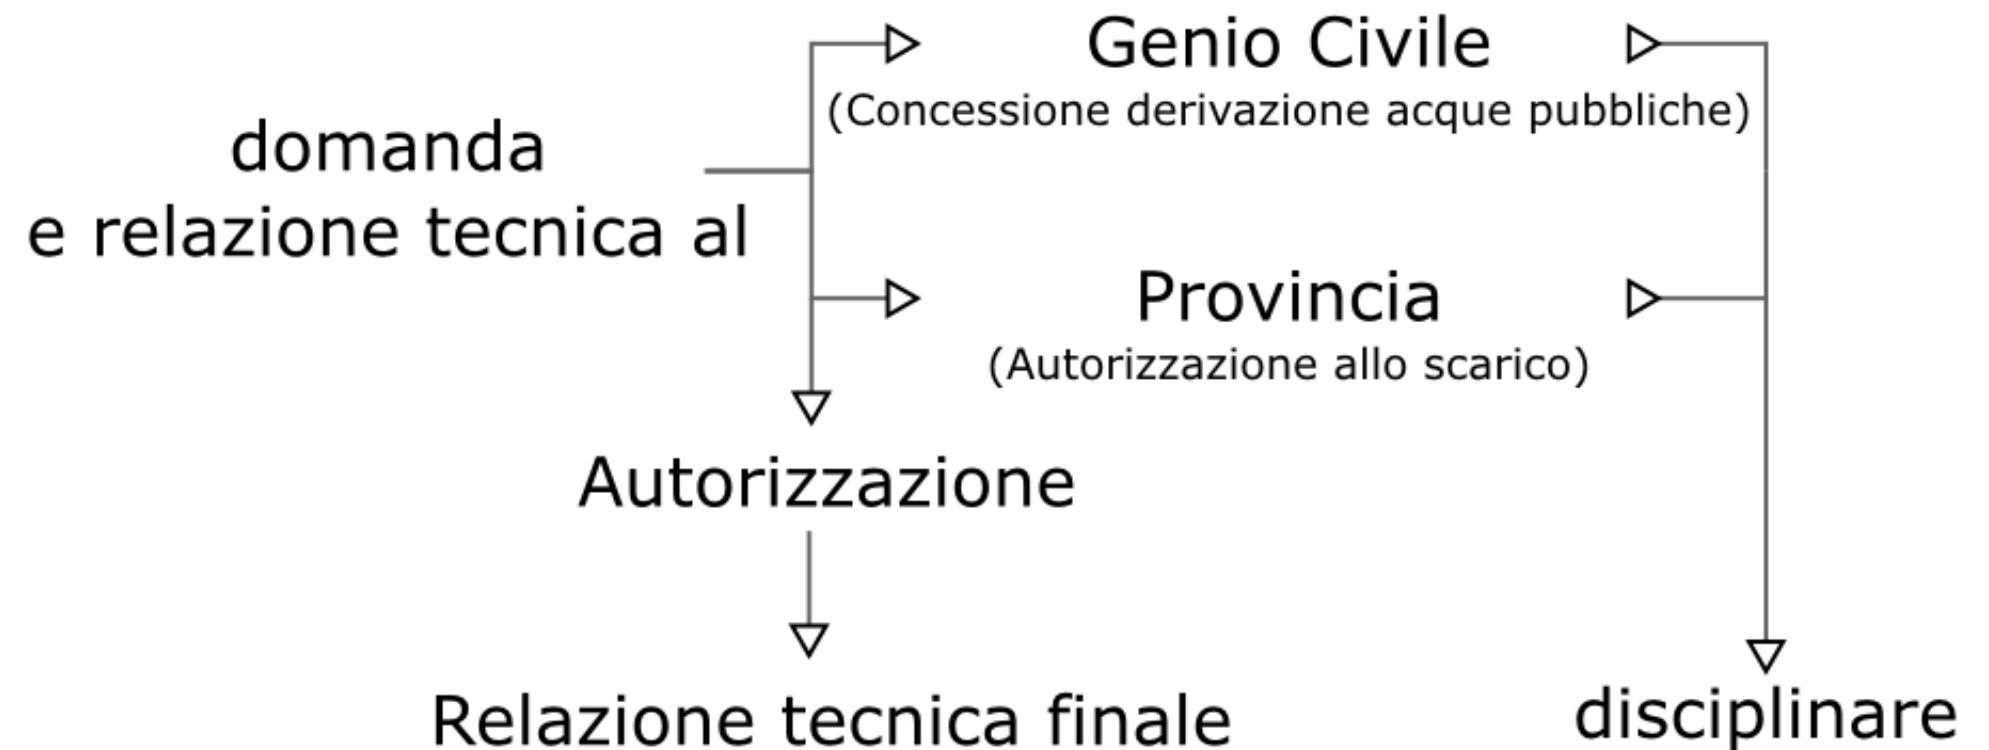 domanda
e relazione tecnica al
Genio Civile
(Concessione derivazione acque pubbliche)
Provincia
(Autorizzazione allo scarico)
Autorizzazione
Relazione tecnica finale
disciplinare